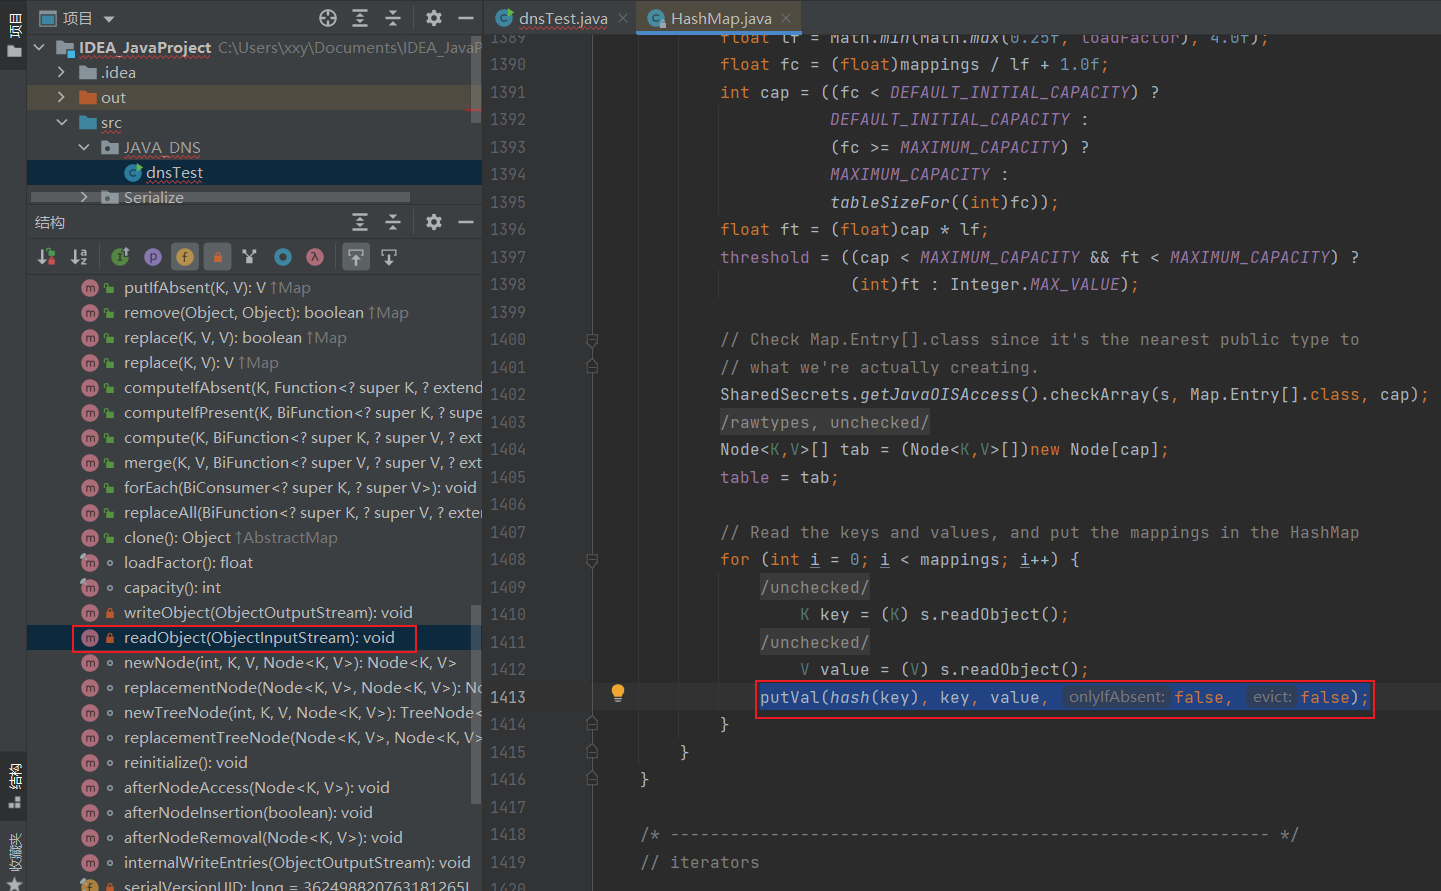 项目
dnsTest.java
HashMap.java
项目
IDEA_JavaProject C:\Users\xxy\Documents\IDEA_JavaP
.idea
out
src
JAVA_DNS
dnsTest
Serialize
结构
putIfAbsent(K, V): V ↑Map
remove(Object, Object): boolean ↑Map
replace(K, V, V): boolean ↑Map
replace(K, V): V ↑Map
computeIfAbsent(K, Function<? super K, ? extend
computeIfPresent(K, BiFunction<? super K, ? supe
compute(K, BiFunction<? super K, ? super V, ? ext
merge(K, V, BiFunction<? super V, ? super V, ? ext
forEach(BiConsumer<? super K, ? super V>): void
replaceAll(BiFunction<? super K, ? super V, ? exter
clone(): Object ↑AbstractMap
loadFactor(): float
capacity(): int
writeObject(ObjectOutputStream): void
readObject(ObjectInputStream): void
newNode(int, K, V, Node<K, V>): Node<K, V>
replacementNode(Node<K, V>, Node<K, V>
newTreeNode(int, K, V, Node<K, V>): TreeNode<
replacementTreeNode(Node<K, V>, Node<K, V>
reinitialize(): void
afterNodeAccess(Node<K, V>): void
afterNodeInsertion(boolean): void
afterNodeRemoval(Node<K, V>): void
internalWriteEntries(ObjectOutputStream): void
serialVersionUID: long = 362498820763181265L
结构
收藏夹
1389 float lf = Math.min(Math.max(0.25f, loadFactor), 4.0f);
1390 float fc = (float)mappings / lf + 1.0f;
1391 int cap = ((fc < DEFAULT_INITIAL_CAPACITY) ?
1392 DEFAULT_INITIAL_CAPACITY :
1393 (fc >= MAXIMUM_CAPACITY) ?
1394 MAXIMUM_CAPACITY :
1395 tableSizeFor((int)fc));
1396 float ft = (float)cap * lf;
1397 threshold = ((cap < MAXIMUM_CAPACITY && ft < MAXIMUM_CAPACITY) ?
1398 (int)ft : Integer.MAX_VALUE);
1399
1400 // Check Map.Entry[].class since it's the nearest public type to
1401 // what we're actually creating.
1402 SharedSecrets.getJavaOISAccess().checkArray(s, Map.Entry[].class, cap);
1403 /rawtypes, unchecked/
1404 Node<K,V>[] tab = (Node<K,V>[])new Node[cap];
1405 table = tab;
1406
1407 // Read the keys and values, and put the mappings in the HashMap
1408 for (int i = 0; i < mappings; i++) {
1409 /unchecked/
1410 K key = (K) s.readObject();
1411 /unchecked/
1412 V value = (V) s.readObject();
1413 putVal(hash(key), key, value, onlyIfAbsent: false, evict: false);
1414 }
1415 }
1416 }
1417
1418 /* ------------------------------------------------------------ */
1419 // iterators
1420